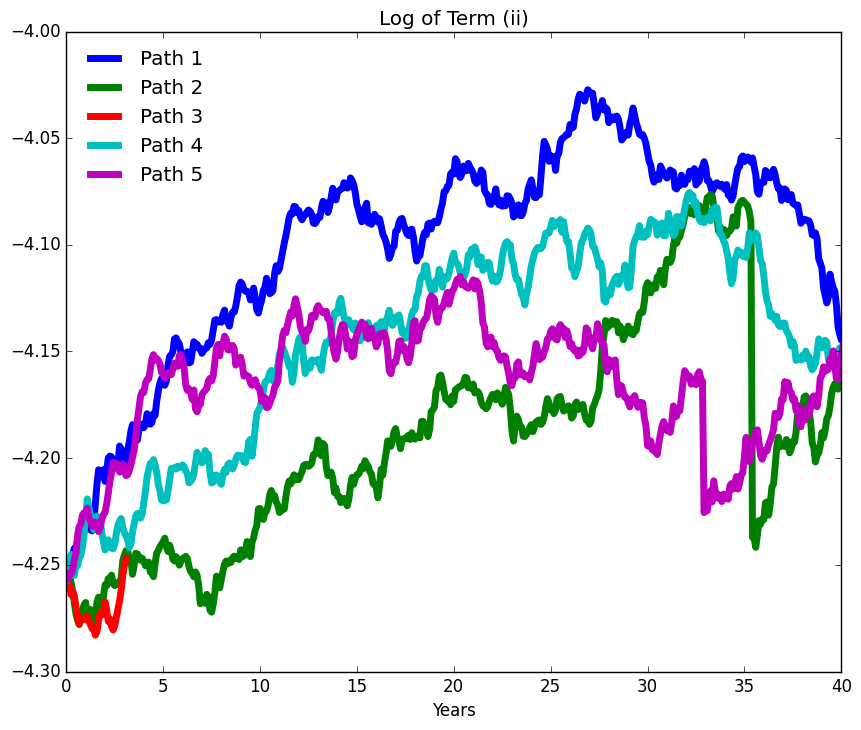 Log of Term (ii)
−4.00
−4.05
−4.10
−4.15
−4.20
−4.25
−4.30
Path 1
Path 2
Path 3
Path 4
Path 5
0 5 10 15 20 25 30 35 40
Years